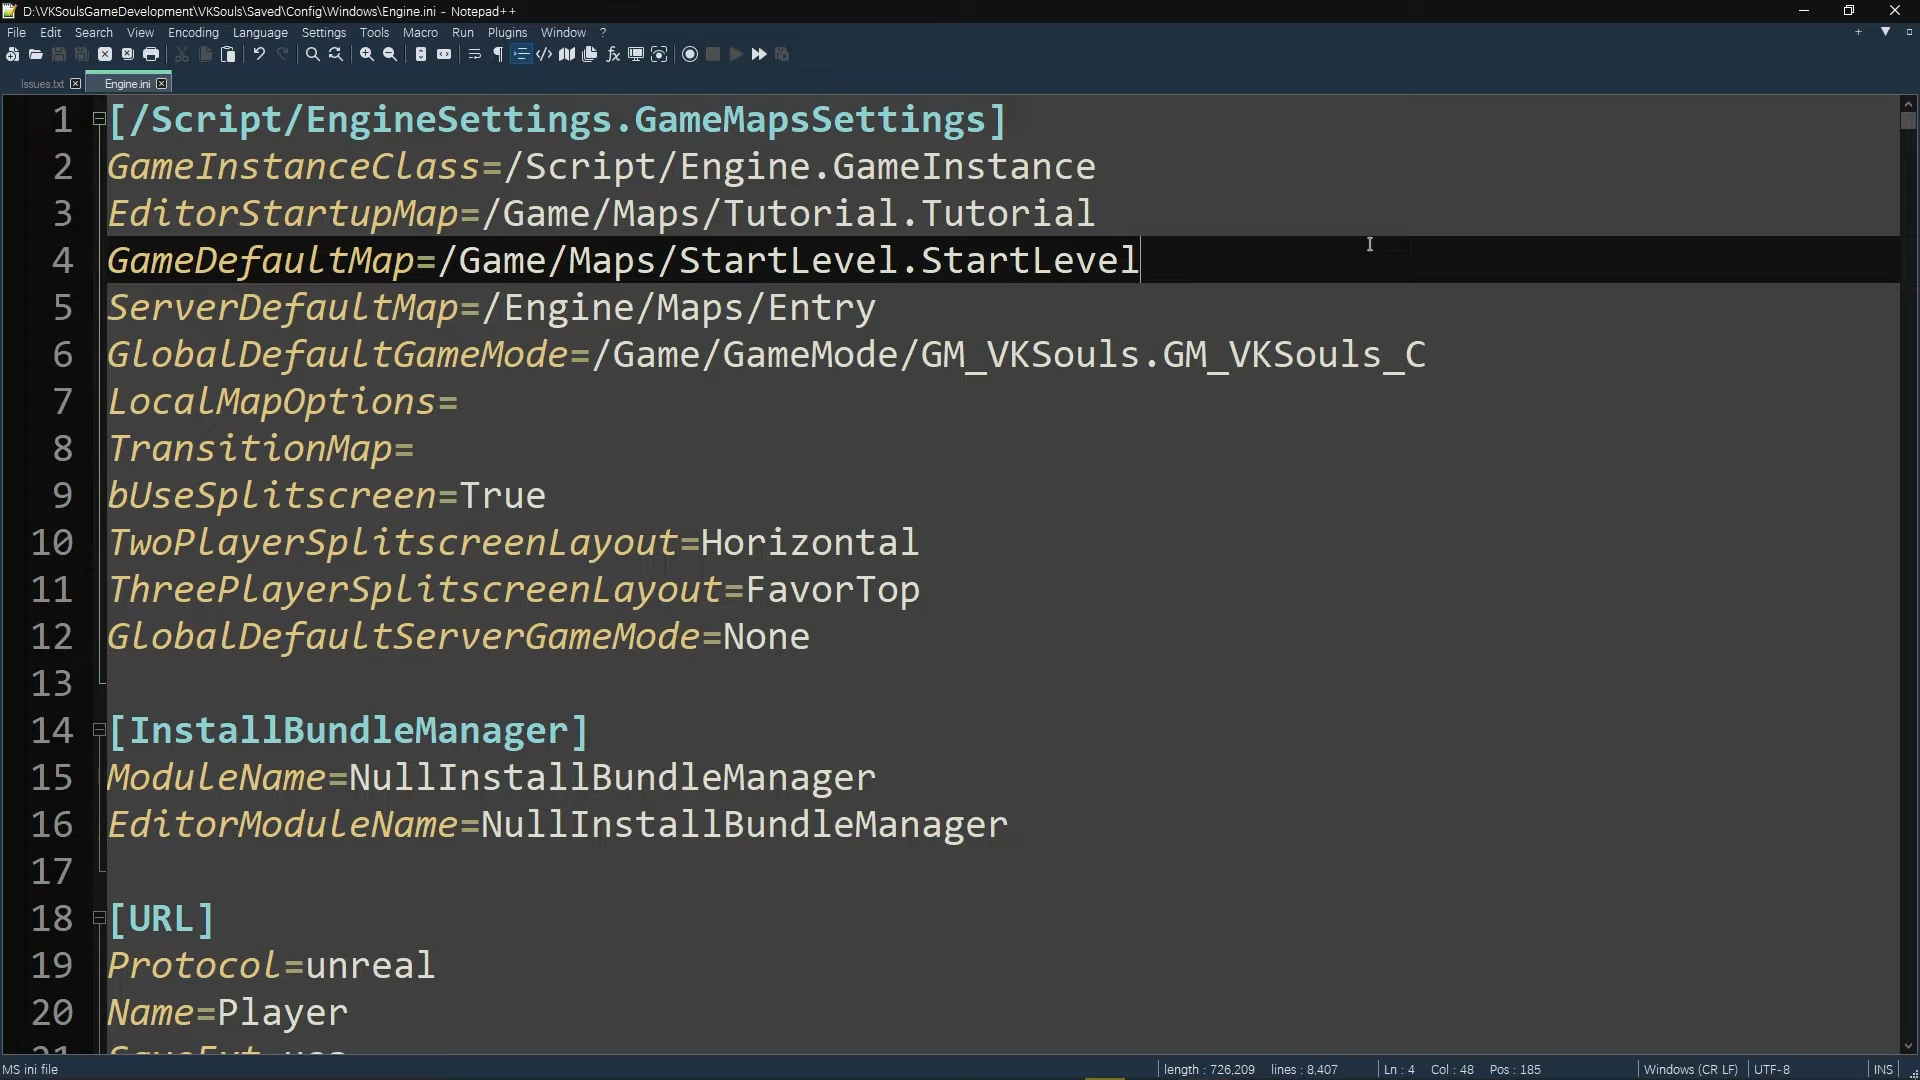 D:\VKSoulsGameDevelopment\VKSouls\Saved\Config\Windows\Engine.ini - Notepad++
File Edit Search View Encoding Language Settings Tools Macro Run Plugins Window ?
Issues.txt Engine.ini
1 [/Script/EngineSettings.GameMapsSettings]
2 GameInstanceClass=/Script/Engine.GameInstance
3 EditorStartupMap=/Game/Maps/Tutorial.Tutorial
4 GameDefaultMap=/Game/Maps/StartLevel.StartLevel
5 ServerDefaultMap=/Engine/Maps/Entry
6 GlobalDefaultGameMode=/Game/GameMode/GM_VKSouls.GM_VKSouls_C
7 LocalMapOptions=
8 TransitionMap=
9 bUseSplitscreen=True
10 TwoPlayerSplitscreenLayout=Horizontal
11 ThreePlayerSplitscreenLayout=FavorTop
12 GlobalDefaultServerGameMode=None
13
14 [InstallBundleManager]
15 ModuleName=NullInstallBundleManager
16 EditorModuleName=NullInstallBundleManager
17
18 [URL]
19 Protocol=unreal
20 Name=Player
MS ini file length : 726,209 lines : 8,407 Ln : 4 Col : 48 Pos : 185 Windows (CR LF) UTF-8 INS